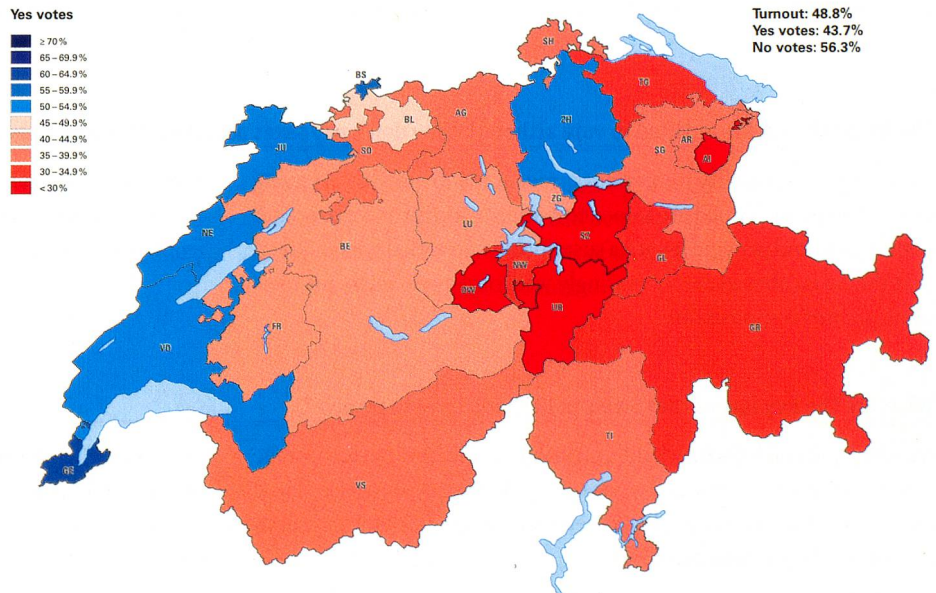 Yes votes
≥ 70 %
65 – 69.9 %
60 – 64.9 %
55 – 59.9 %
50 – 54.9 %
45 – 49.9 %
40 – 44.9 %
35 – 39.9 %
30 – 34.9 %
< 30 %
Turnout: 48.8%
Yes votes: 43.7%
No votes: 56.3%
SH
BS
TG
BL
AG
ZH
JU
SO
SG
AR
AI
ZG
LU
NE
BE
SZ
GL
NW
OW
UR
FR
GR
VD
TI
GE
VS